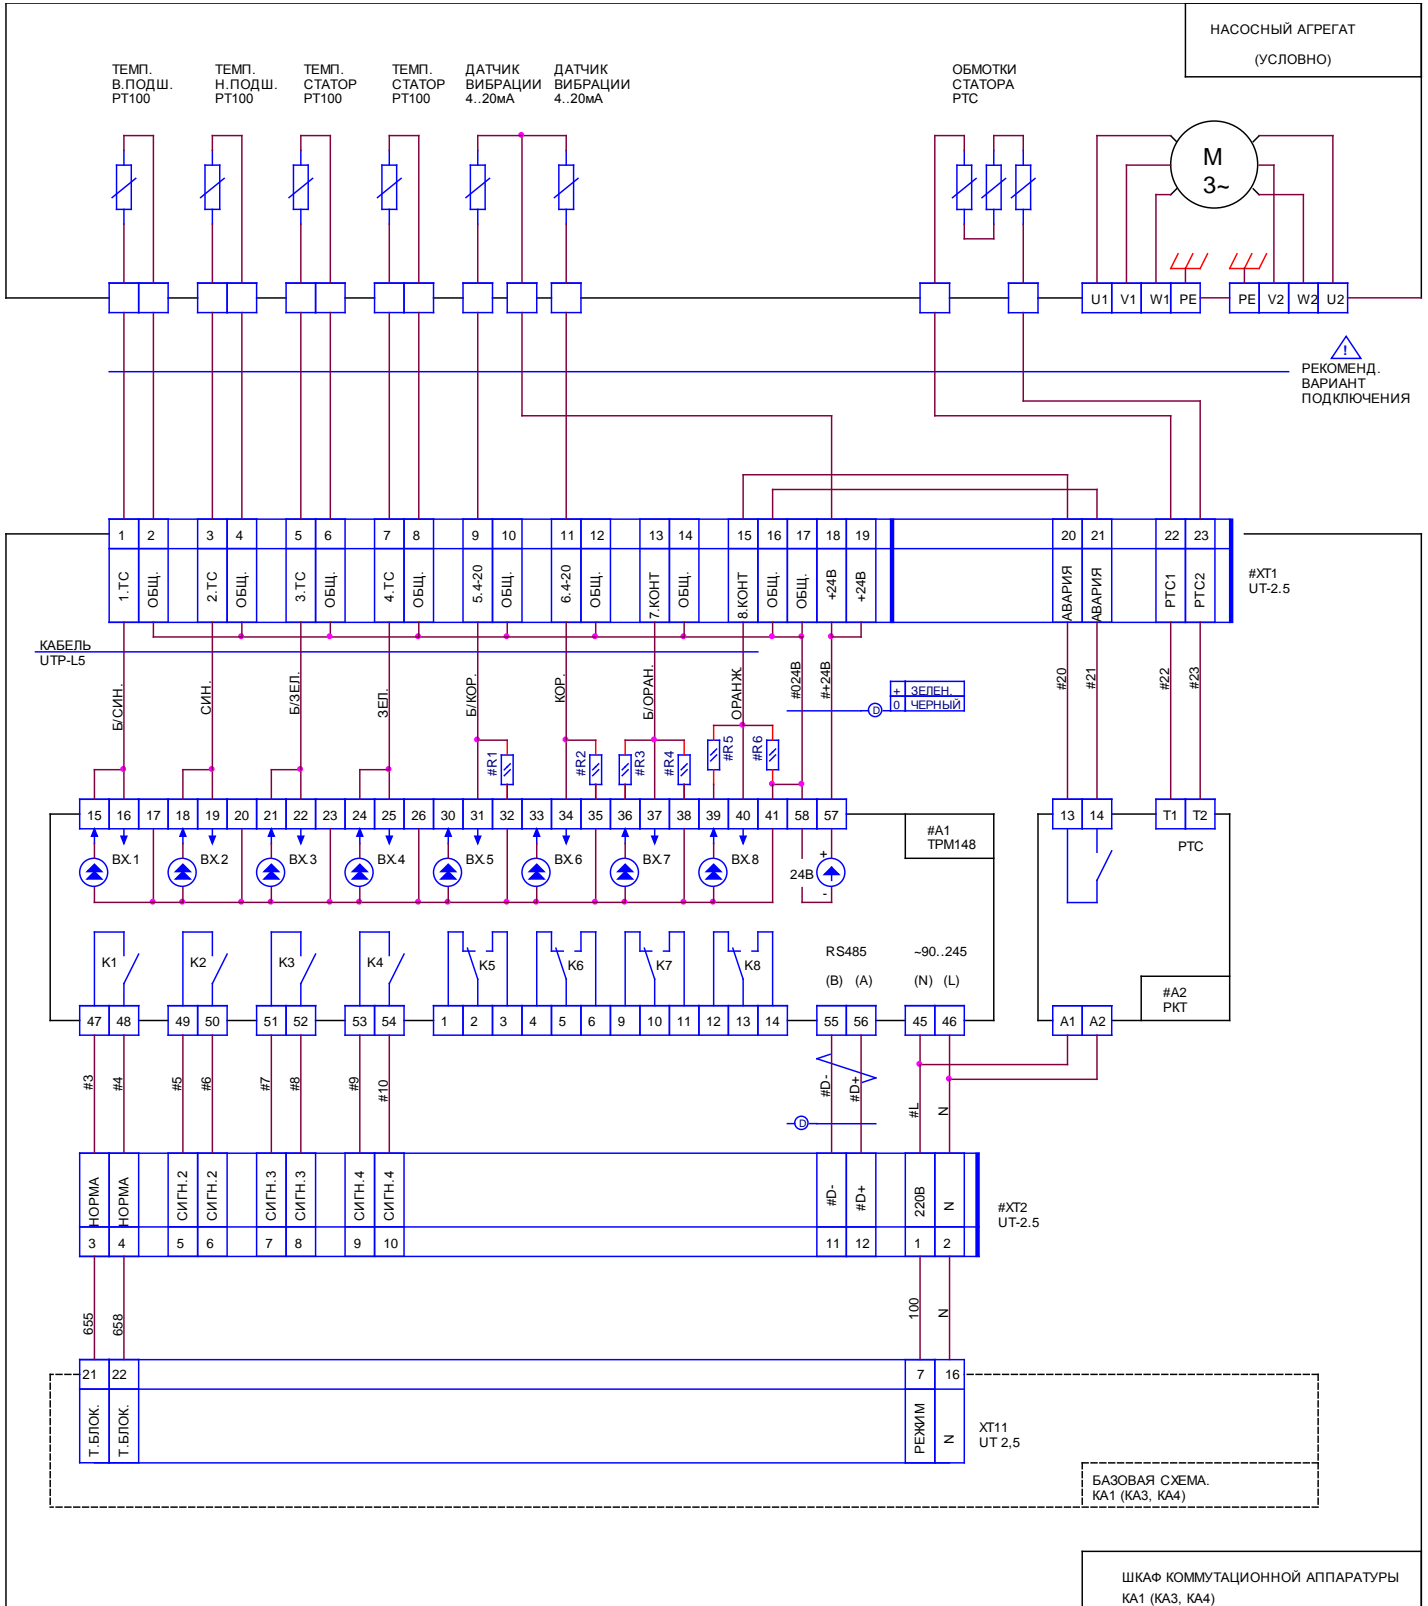 НАСОСНЫЙ АГРЕГАТ
(УСЛОВНО)
ТЕМП.
В.ПОДШ.
PT100
ТЕМП.
Н.ПОДШ.
PT100
ТЕМП.
СТАТОР
PT100
ТЕМП.
СТАТОР
PT100
ДАТЧИК
ВИБРАЦИИ
4..20мА
ДАТЧИК
ВИБРАЦИИ
4..20мА
ОБМОТКИ
СТАТОРА
PTC
M
3~
U1 V1 W1 PE PE V2 W2 U2
!
РЕКОМЕНД.
ВАРИАНТ
ПОДКЛЮЧЕНИЯ
1 2 3 4 5 6 7 8 9 10 11 12 13 14 15 16 17 18 19 20 21 22 23
1.ТС ОБЩ. 2.ТС ОБЩ. 3.ТС ОБЩ. 4.ТС ОБЩ. 5.4-20 ОБЩ. 6.4-20 ОБЩ. 7.КОНТ ОБЩ. 8.КОНТ ОБЩ. ОБЩ. +24В +24В АВАРИЯ АВАРИЯ PTC1 PTC2
#XT1
UT-2.5
КАБЕЛЬ
UTP-L5
Б/СИН. СИН. Б/ЗЕЛ. ЗЕЛ. Б/КОР. КОР. Б/ОРАН. ОРАНЖ. #024В #+24В #20 #21 #22 #23
+ ЗЕЛЕН.
0 ЧЕРНЫЙ
D
#R1 #R2 #R3 #R4 #R5 #R6
15 16 17 18 19 20 21 22 23 24 25 26 30 31 32 33 34 35 36 37 38 39 40 41 58 57 13 14 T1 T2
#A1
TPM148
ВХ.1 ВХ.2 ВХ.3 ВХ.4 ВХ.5 ВХ.6 ВХ.7 ВХ.8 24В + - PTC
K1 K2 K3 K4 K5 K6 K7 K8
RS485 ~90..245
(B) (A) (N) (L)
#A2
РКТ
47 48 49 50 51 52 53 54 1 2 3 4 5 6 9 10 11 12 13 14 55 56 45 46 A1 A2
#3 #4 #5 #6 #7 #8 #9 #10 #D- #D+ #L N
D
НОРМА НОРМА СИГН.2 СИГН.2 СИГН.3 СИГН.3 СИГН.4 СИГН.4 #D- #D+ 220В N
3 4 5 6 7 8 9 10 11 12 1 2
#XT2
UT-2.5
655 658 100 N
21 22 7 16
Т.БЛОК. Т.БЛОК. РЕЖИМ N
XT11
UT 2,5
БАЗОВАЯ СХЕМА.
КА1 (КА3, КА4)
ШКАФ КОММУТАЦИОННОЙ АППАРАТУРЫ
КА1 (КА3, КА4)